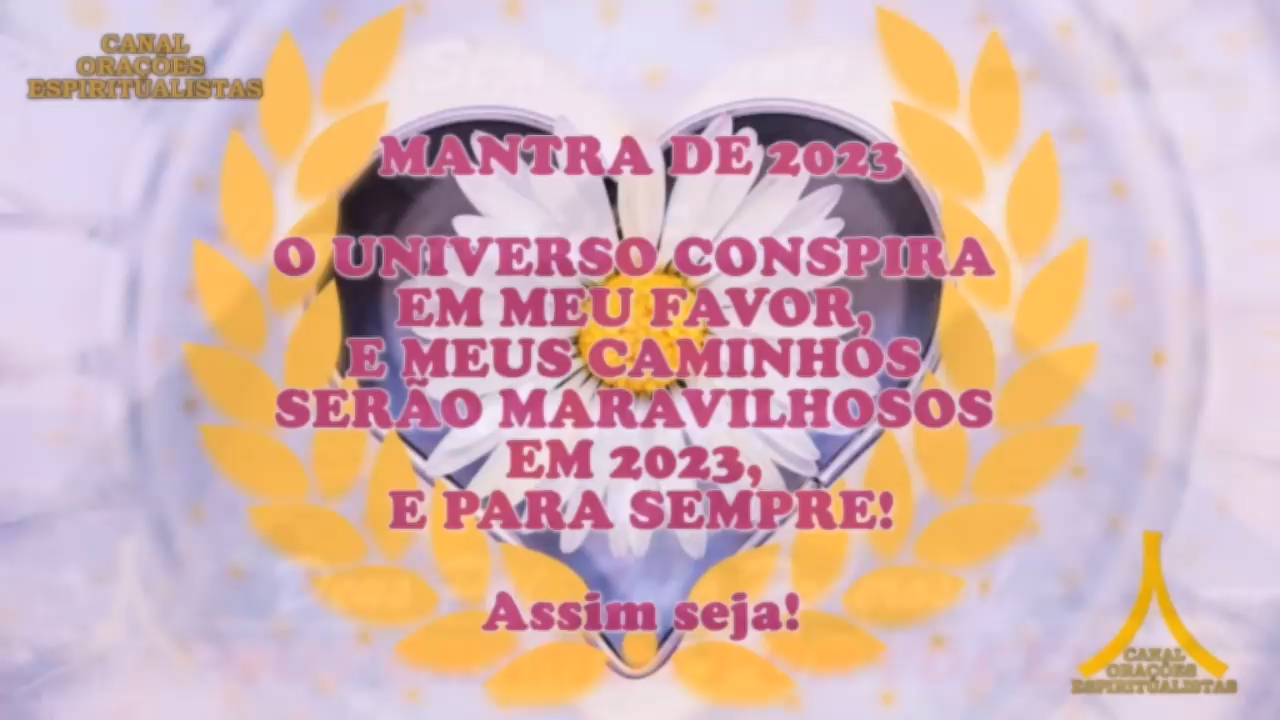 CANAL
ORAÇÕES
ESPIRITUALISTAS
MANTRA DE 2023
O UNIVERSO CONSPIRA
EM MEU FAVOR,
E MEUS CAMINHOS
SERÃO MARAVILHOSOS
EM 2023,
E PARA SEMPRE!
Assim seja!
CANAL
ORAÇÕES
ESPIRITUALISTAS